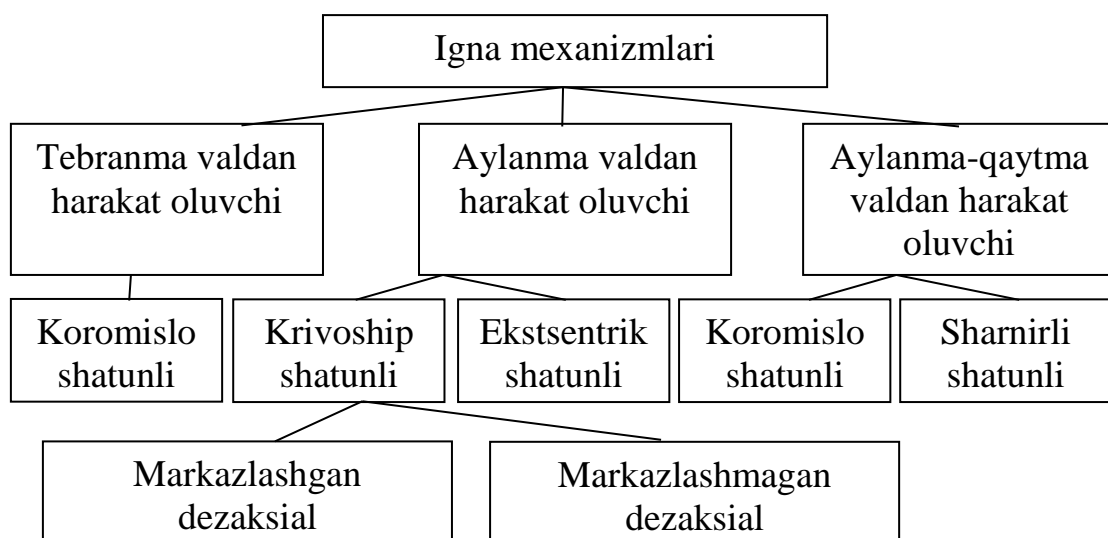 Igna mexanizmlari
Tebranma valdan
harakat oluvchi
Aylanma valdan
harakat oluvchi
Aylanma-qaytma
valdan harakat
oluvchi
Koromislo
shatunli
Krivoship
shatunli
Ekstsentrik
shatunli
Koromislo
shatunli
Sharnirli
shatunli
Markazlashgan
dezaksial
Markazlashmagan
dezaksial